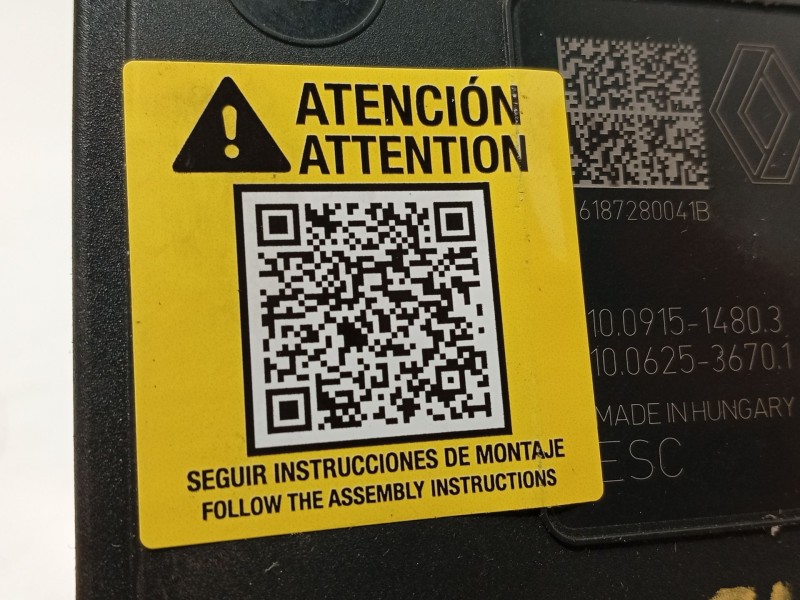 ATENCIÓN
ATTENTION
SEGUIR INSTRUCCIONES DE MONTAJE
FOLLOW THE ASSEMBLY INSTRUCTIONS
6187280041B
10.0915-1480.3
10.0625-3670.1
MADE IN HUNGARY
ESC